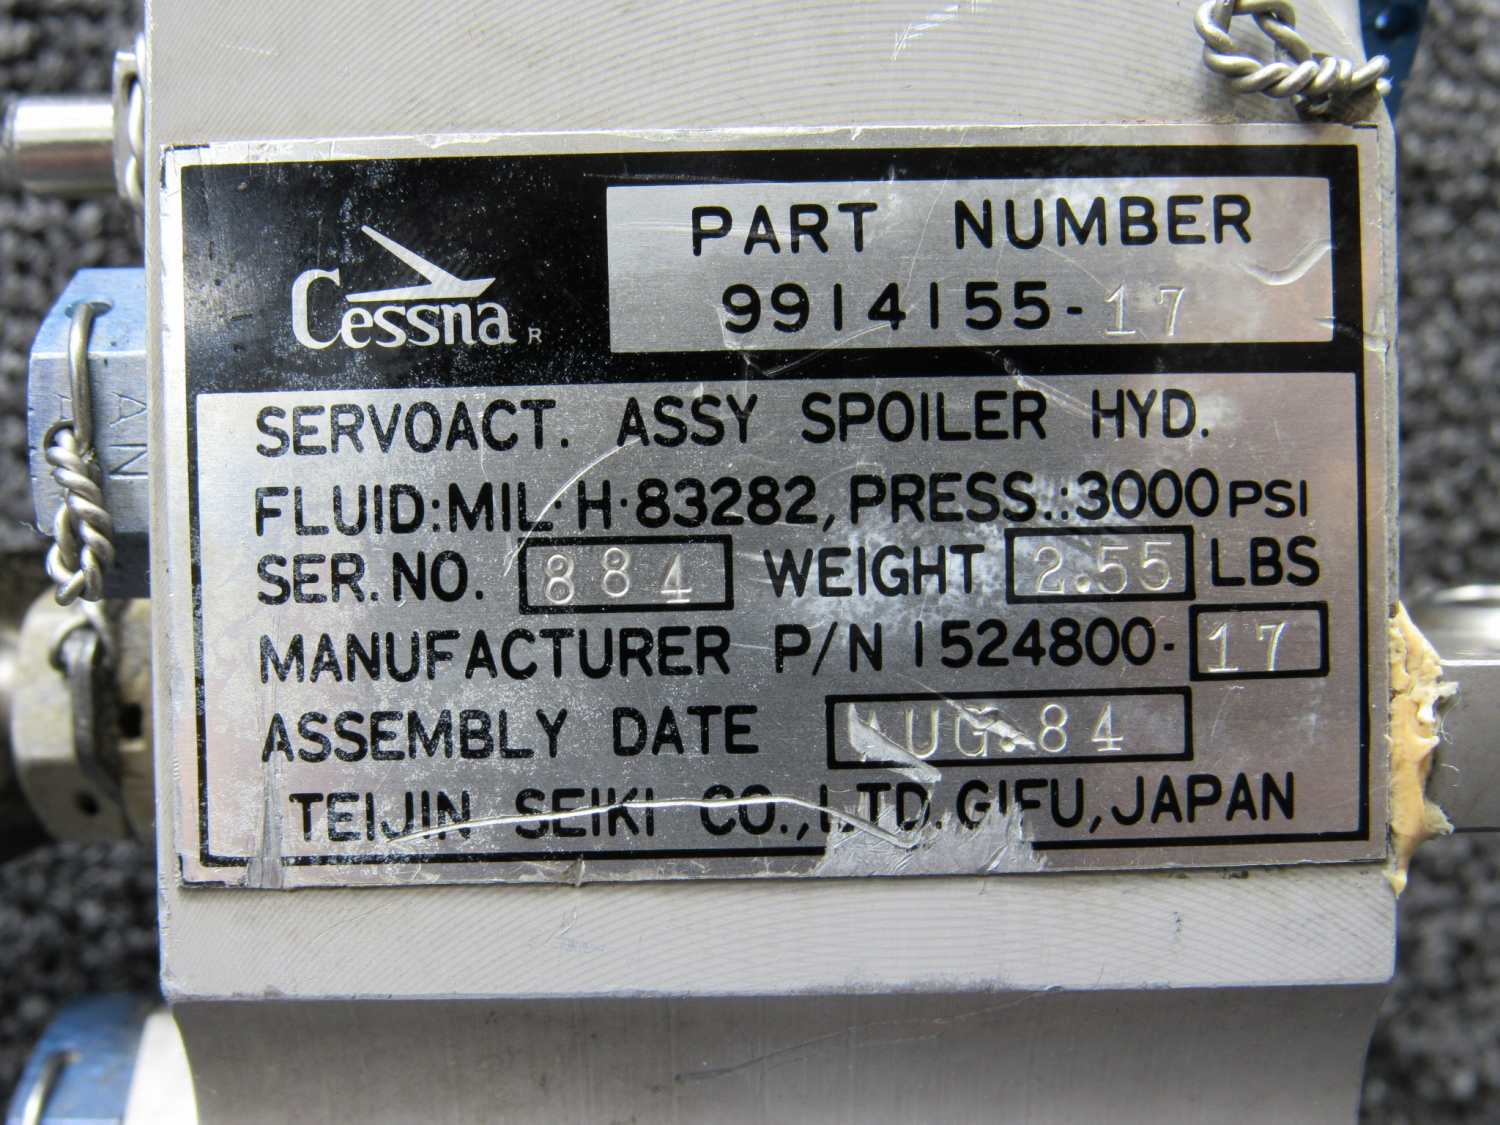 Cessna R
PART NUMBER
9914155-17
SERVOACT. ASSY SPOILER HYD.
FLUID:MIL·H·83282, PRESS.:3000 PSI
SER. NO. 884 WEIGHT 2.55 LBS
MANUFACTURER P/N 1524800-17
ASSEMBLY DATE AUG.84
TEIJIN SEIKI CO., LTD. GIFU, JAPAN
AN